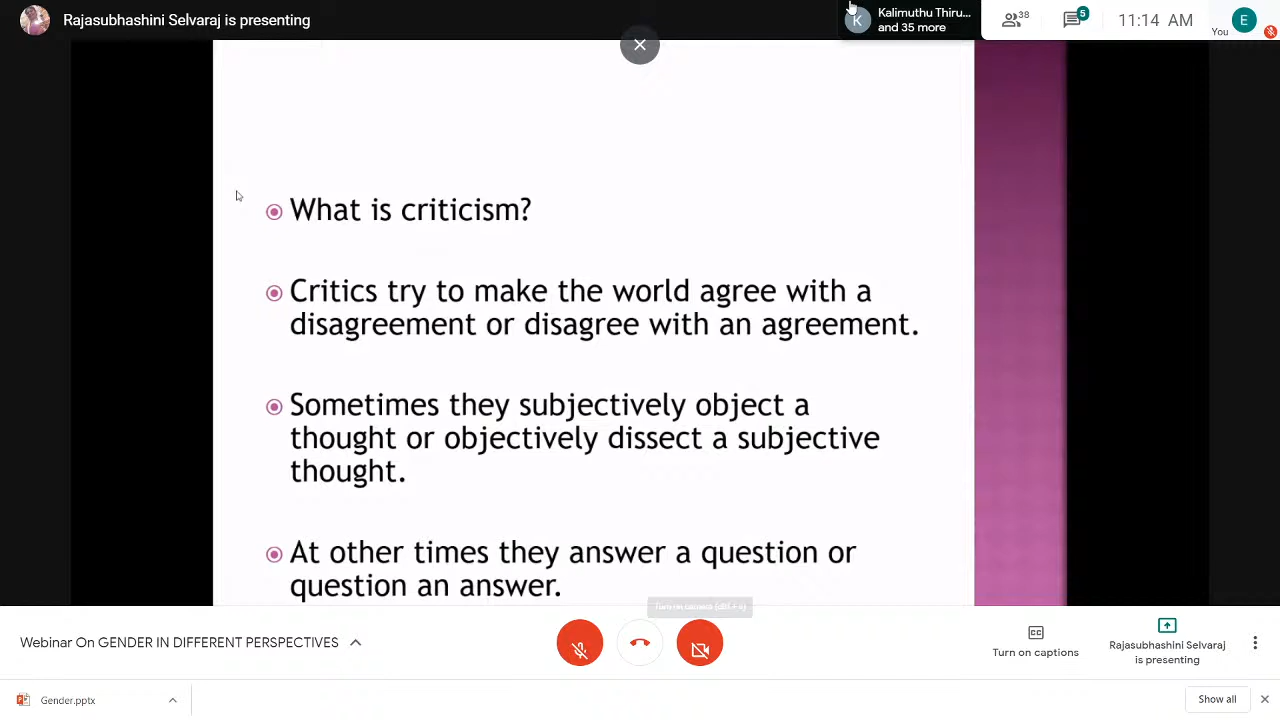 Rajasubhashini Selvaraj is presenting
K
Kalimuthu Thiru...
and 35 more
38
5
11:14 AM
You
E
What is criticism?
Critics try to make the world agree with a
disagreement or disagree with an agreement.
Sometimes they subjectively object a
thought or objectively dissect a subjective
thought.
At other times they answer a question or
question an answer.
Webinar On GENDER IN DIFFERENT PERSPECTIVES
CC
Turn on captions
Rajasubhashini Selvaraj
is presenting
Gender.pptx
Show all